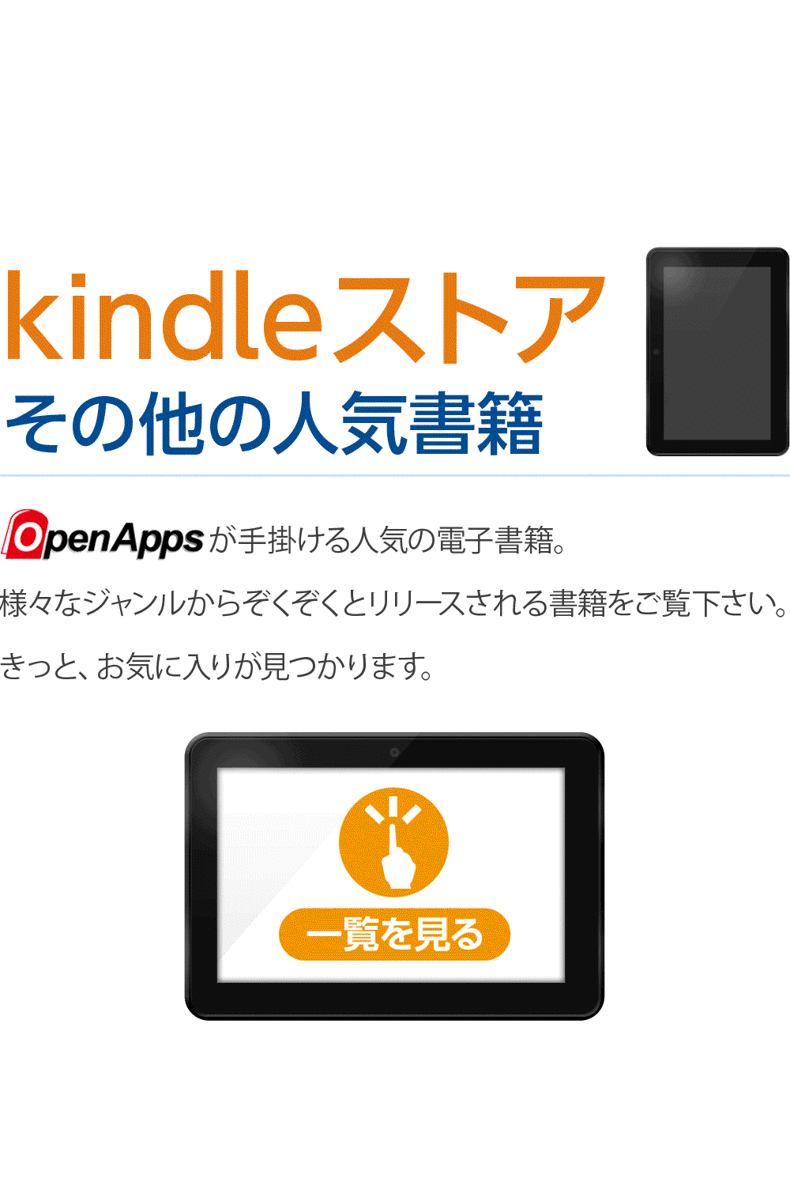 kindleストア
その他の人気書籍
OpenAppsが手掛ける人気の電子書籍。
様々なジャンルからぞくぞくとリリースされる書籍をご覧下さい。
きっと、お気に入りが見つかります。
一覧を見る